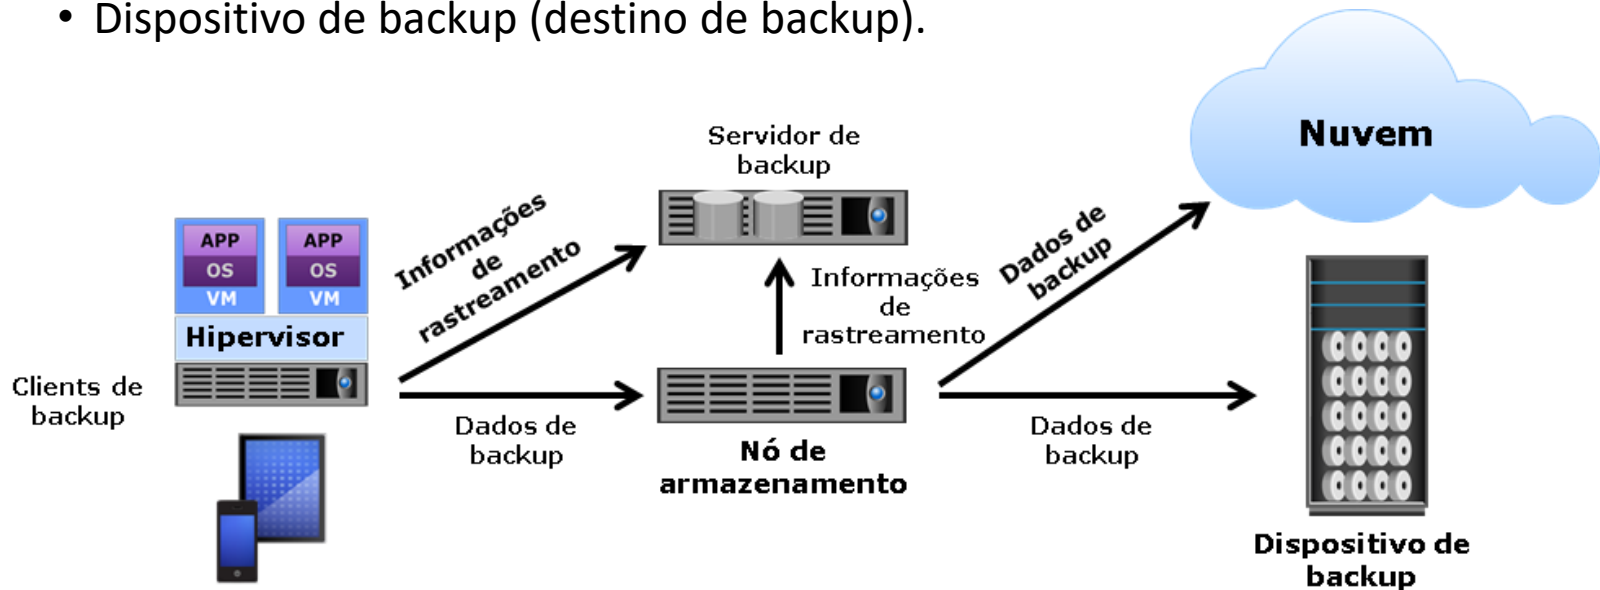 • Dispositivo de backup (destino de backup).
Nuvem
Servidor de
backup
Informações
de
rastreamento
Dados de
backup
APP
OS
VM
APP
OS
VM
Hipervisor
Informações
de
rastreamento
Clients de
backup
Dados de
backup
Nó de
armazenamento
Dados de
backup
Dispositivo de
backup